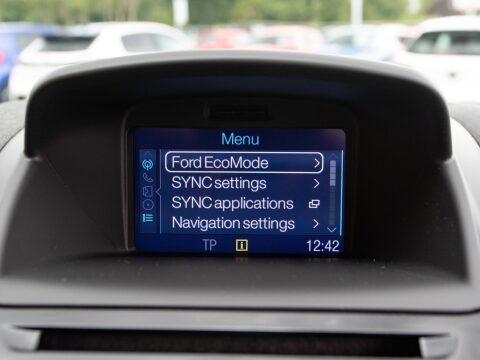 Menu
Ford EcoMode
SYNC settings
SYNC applications
Navigation settings
TP i 12:42